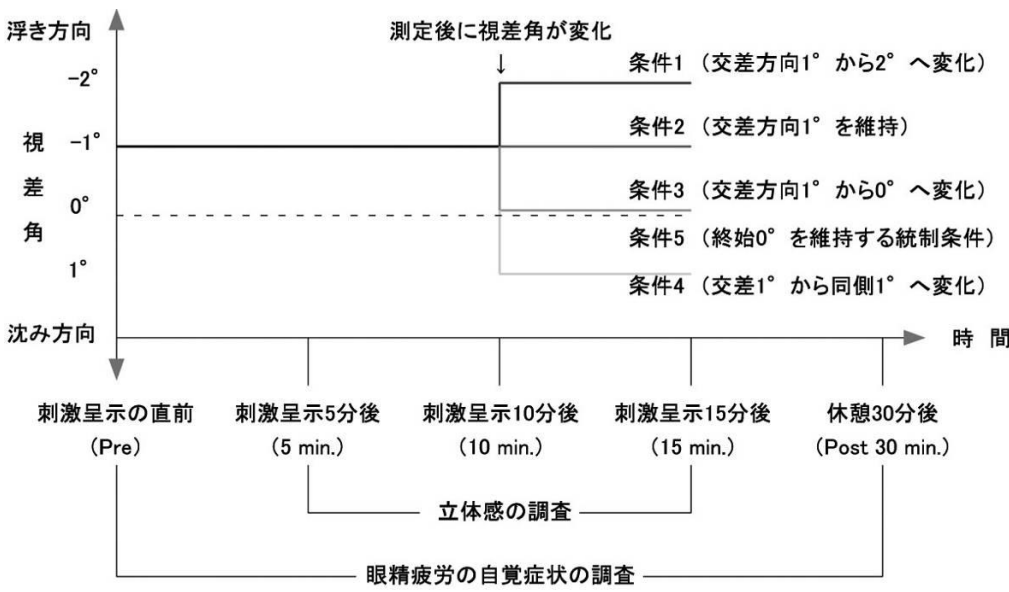 浮き方向
測定後に視差角が変化
↓
条件1 （交差方向1° から2° へ変化）
-2°
条件2 （交差方向1° を維持）
視差角
-1°
条件3 （交差方向1° から0° へ変化）
0°
条件5 （終始0° を維持する統制条件）
1°
条件4 （交差1° から同側1° へ変化）
沈み方向
時 間
刺激呈示の直前
（Pre）
刺激呈示5分後
（5 min.）
刺激呈示10分後
（10 min.）
刺激呈示15分後
（15 min.）
休憩30分後
（Post 30 min.）
立体感の調査
眼精疲労の自覚症状の調査